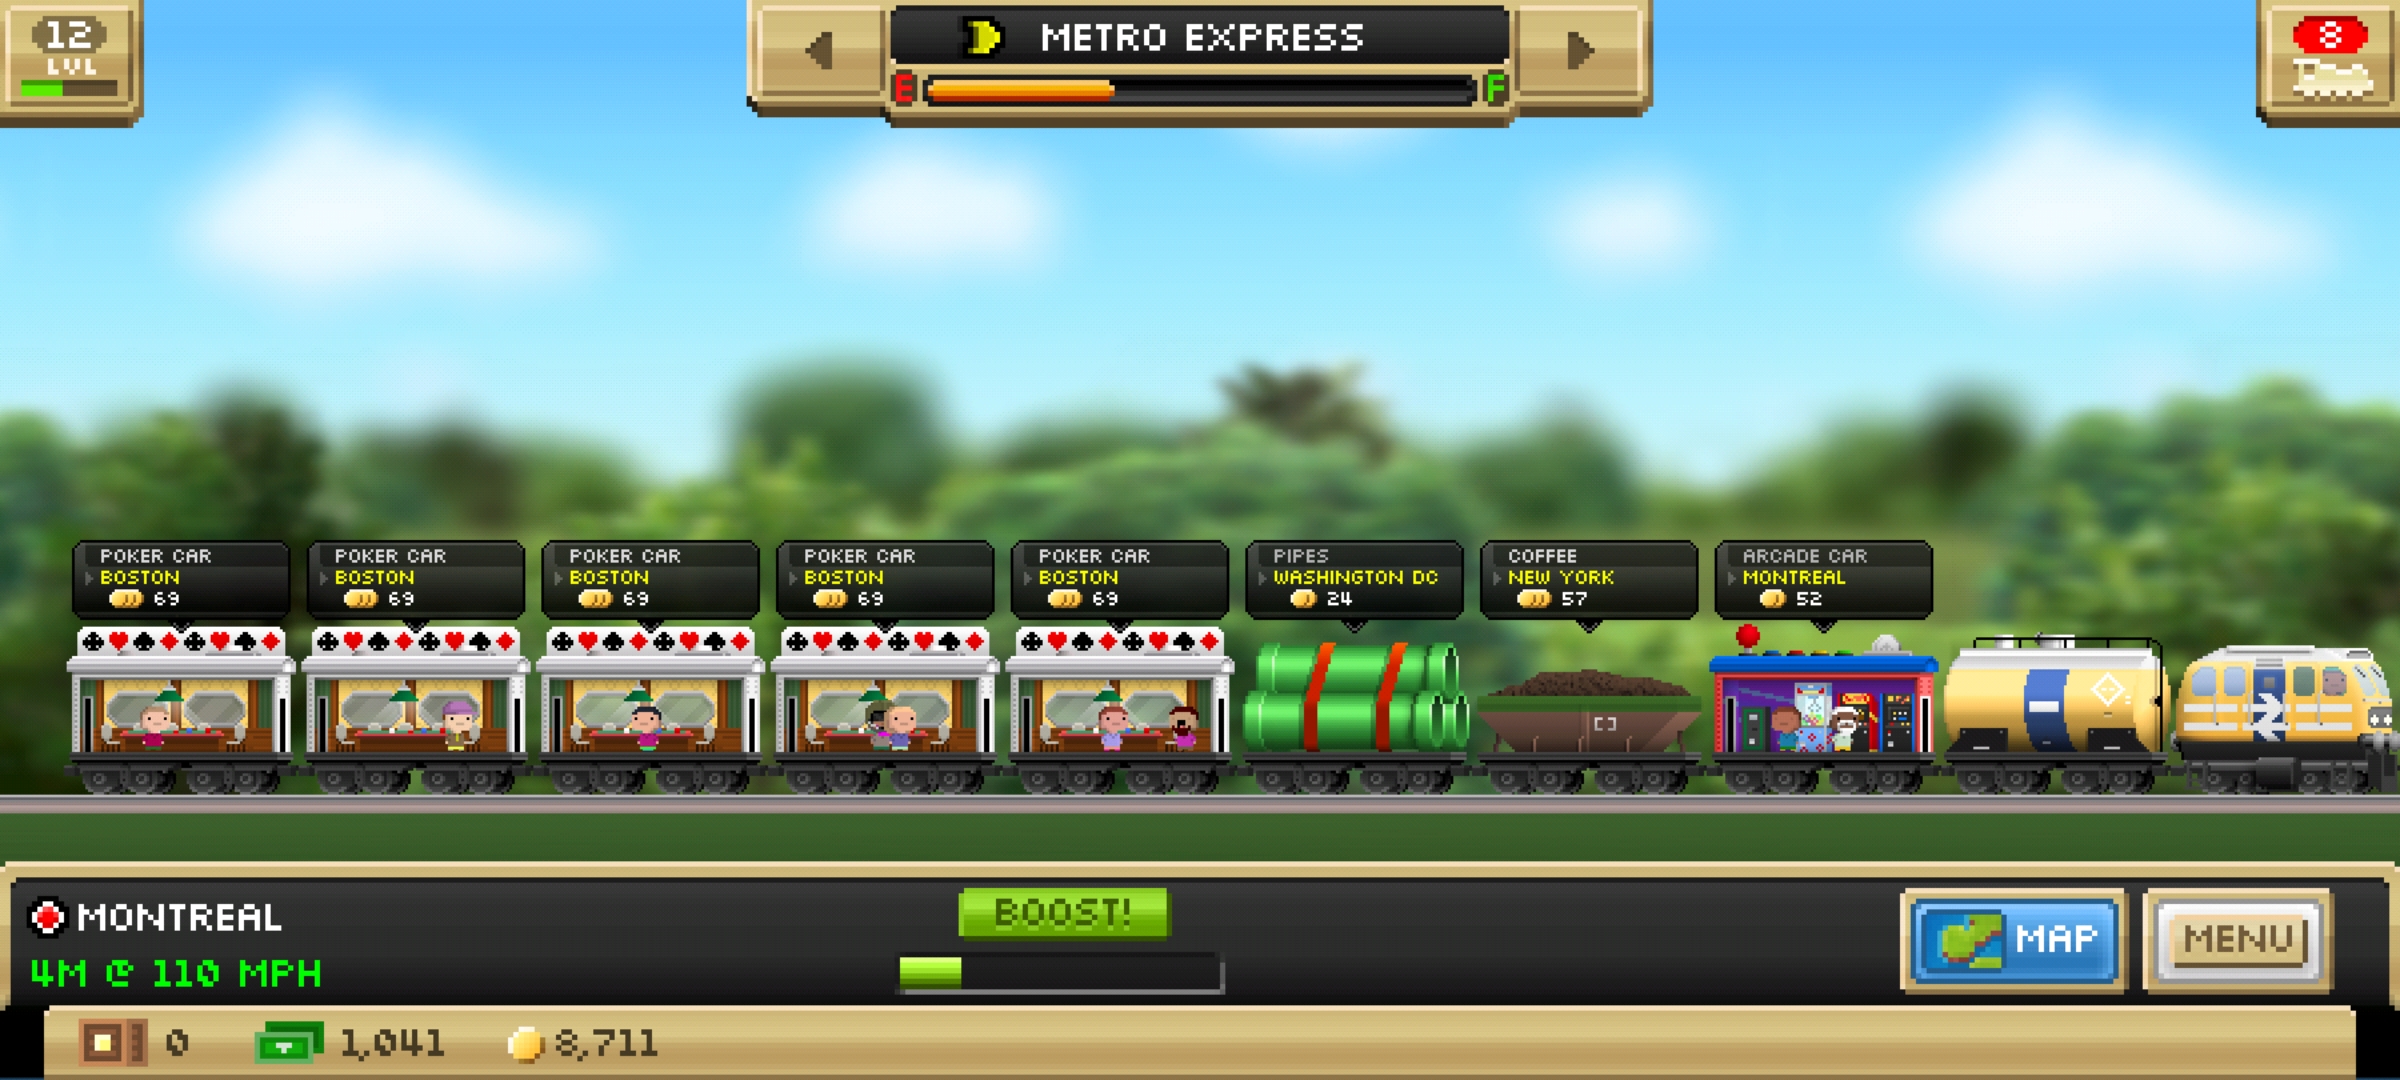 12
LVL
METRO EXPRESS
E F
8
POKER CAR
BOSTON
69
POKER CAR
BOSTON
69
POKER CAR
BOSTON
69
POKER CAR
BOSTON
69
POKER CAR
BOSTON
69
PIPES
WASHINGTON DC
24
COFFEE
NEW YORK
57
ARCADE CAR
MONTREAL
52
MONTREAL
4M @ 110 MPH
BOOST!
MAP
MENU
0
1,041
8,711